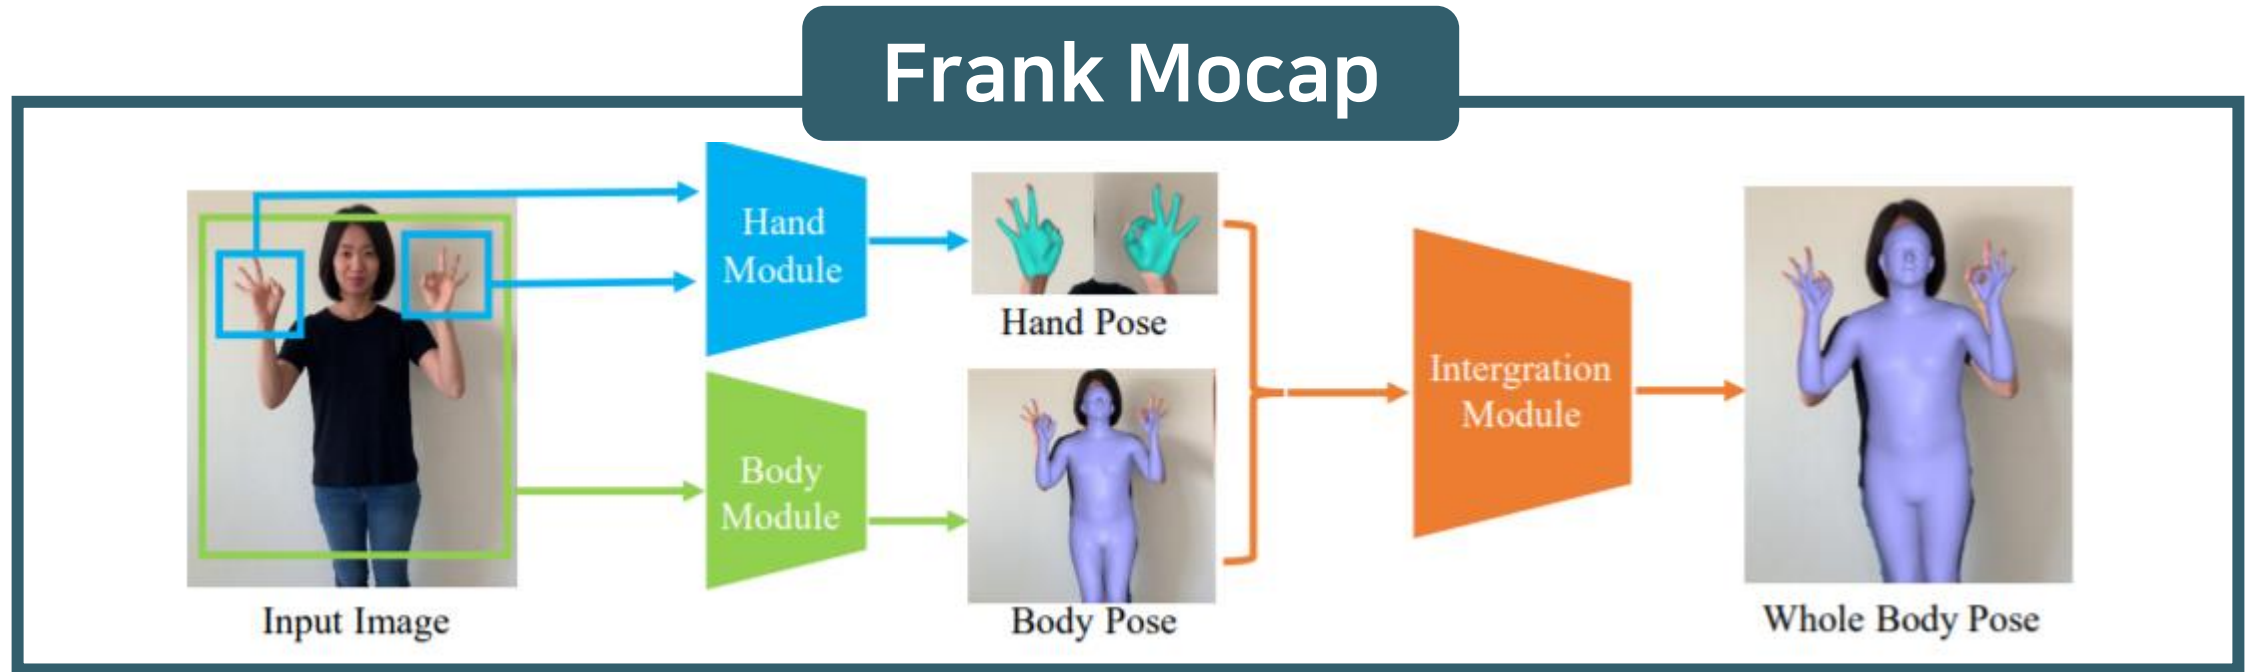 Frank Mocap
Hand
Module
Hand Pose
Body
Module
Intergration
Module
Input Image
Body Pose
Whole Body Pose